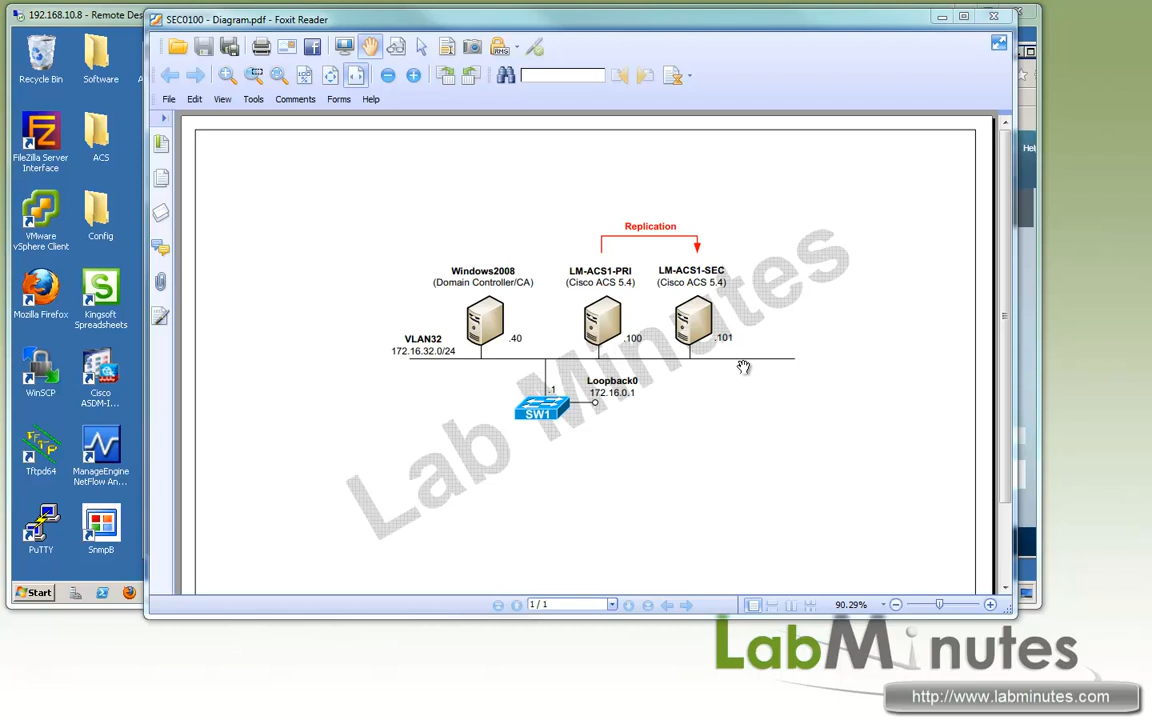 192.168.10.8 - Remote Des
SEC0100 - Diagram.pdf - Foxit Reader
RMS
File Edit View Tools Comments Forms Help
Hel
Recycle Bin
Software
FileZilla Server
Interface
ACS
VMware
vSphere Client
Config
Mozilla Firefox
Kingsoft
Spreadsheets
WinSCP
Cisco
ASDM-I...
Tftpd64
ManageEngine
NetFlow An...
PuTTY
SnmpB
Start
Replication
Windows2008
(Domain Controller/CA)
LM-ACS1-PRI
(Cisco ACS 5.4)
LM-ACS1-SEC
(Cisco ACS 5.4)
VLAN32
172.16.32.0/24
.40
.100
.101
.1
Loopback0
172.16.0.1
SW1
Lab Minutes
1 / 1
90.29%
LabMinutes
http://www.labminutes.com